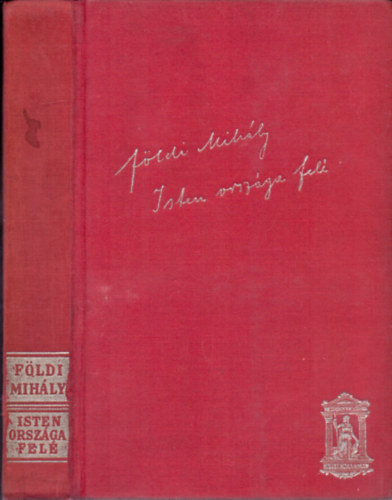 Földi Mihály
Isten országa felé
FÖLDI
MIHÁLY
ISTEN
ORSZÁGA
FELÉ